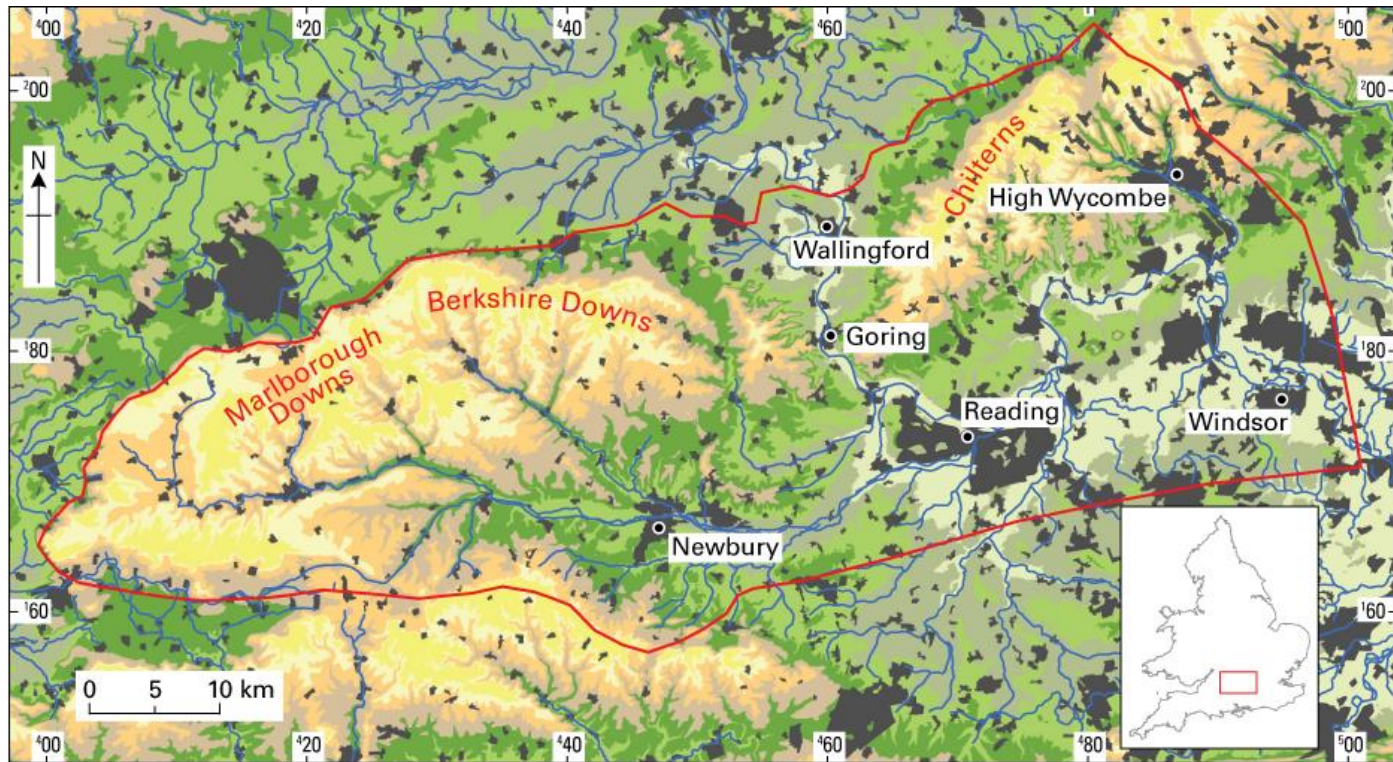 ⁴00 ⁴20 ⁴40 ⁴60 ⁴80 ⁵00
²00 ²00
N
Chilterns
High Wycombe
Wallingford
Berkshire Downs
Goring
¹80 ¹80
Marlborough
Downs
Reading
Windsor
Newbury
¹60 ¹60
0 5 10 km
⁴00 ⁴20 ⁴40 ⁴60 ⁴80 ⁵00